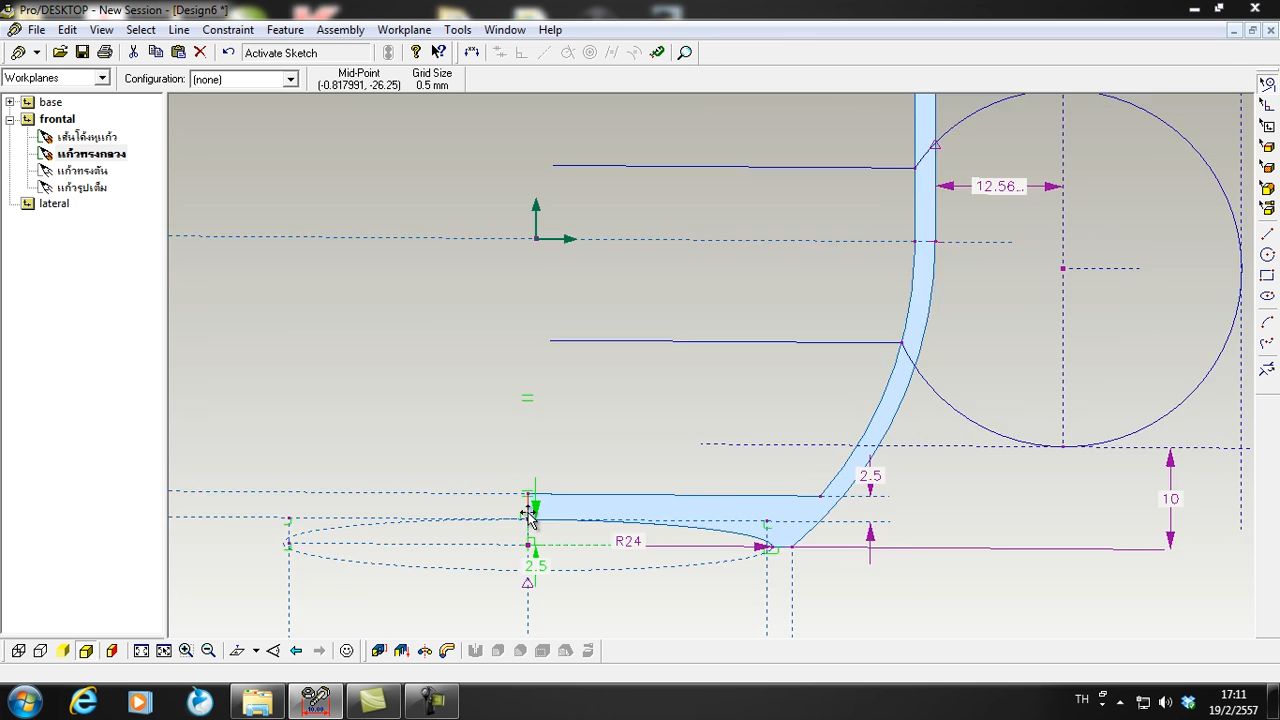 Pro/DESKTOP - New Session - [Design6 *]
File Edit View Select Line Constraint Feature Assembly Workplane Tools Window Help
Activate Sketch
Workplanes
Configuration:
(none)
Mid-Point
(-0.817991, -26.25)
Grid Size
0.5 mm
base
frontal
เส้นโค้งหูแก้ว
แก้วทรงกลวง
แก้วทรงตัน
แก้วรูปเต็ม
lateral
12.56...
2.5
10
R24
2.5
10.00
TH
17:11
19/2/2557